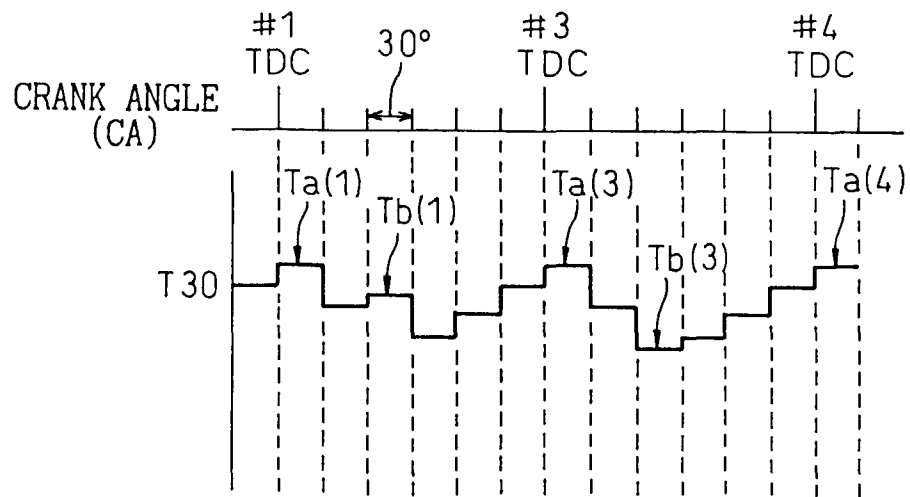 #1
TDC
30°
#3
TDC
#4
TDC
CRANK ANGLE
(CA)
Ta(1)
Tb(1)
Ta(3)
Tb(3)
Ta(4)
T30